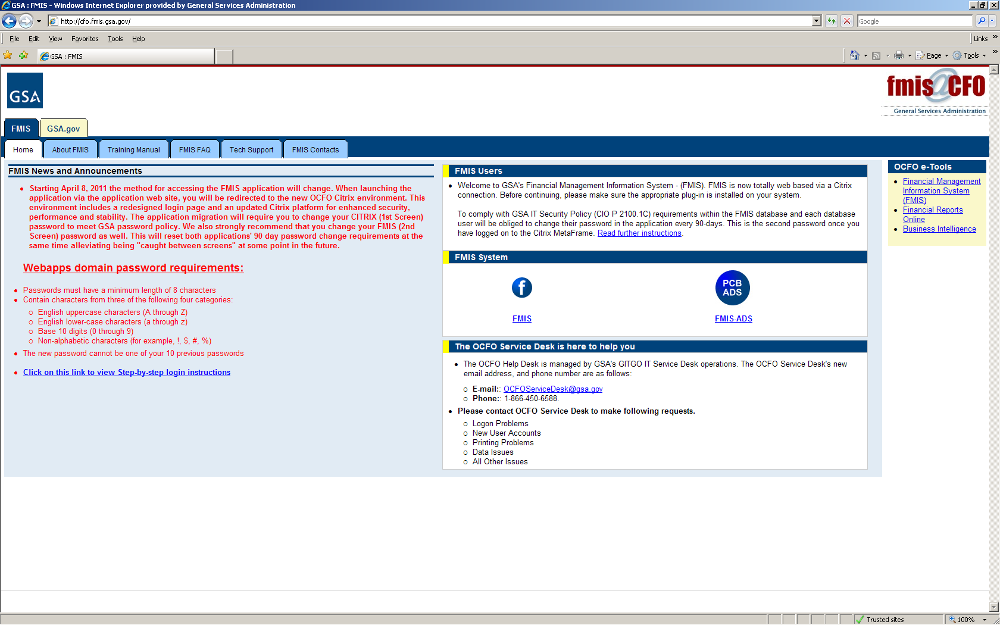 GSA : FMIS - Windows Internet Explorer provided by General Services Administration
http://cfo.fmis.gsa.gov/
Google
File Edit View Favorites Tools Help
Links
GSA : FMIS
Page Tools
GSA
fmis@CFO
General Services Administration
FMIS GSA.gov
Home About FMIS Training Manual FMIS FAQ Tech Support FMIS Contacts
FMIS News and Announcements
Starting April 8, 2011 the method for accessing the FMIS application will change. When launching the
application via the application web site, you will be redirected to the new OCFO Citrix environment. This
environment includes a redesigned login page and an updated Citrix platform for enhanced security,
performance and stability. The application migration will require you to change your CITRIX (1st Screen)
password to meet GSA password policy. We also strongly recommend that you change your FMIS (2nd
Screen) password as well. This will reset both applications' 90 day password change requirements at the
same time alleviating being "caught between screens" at some point in the future.
Webapps domain password requirements:
Passwords must have a minimum length of 8 characters
Contain characters from three of the following four categories:
English uppercase characters (A through Z)
English lower-case characters (a through z)
Base 10 digits (0 through 9)
Non-alphabetic characters (for example, !, $, #, %)
The new password cannot be one of your 10 previous passwords
Click on this link to view Step-by-step login instructions
FMIS Users
Welcome to GSA's Financial Management Information System - (FMIS). FMIS is now totally web based via a Citrix
connection. Before continuing, please make sure the appropriate plug-in is installed on your system.
To comply with GSA IT Security Policy (CIO P 2100.1C) requirements within the FMIS database and each database
user will be obliged to change their password in the application every 90-days. This is the second password once you
have logged on to the Citrix MetaFrame. Read further instructions.
FMIS System
f
PCB
ADS
FMIS FMIS-ADS
The OCFO Service Desk is here to help you
The OCFO Help Desk is managed by GSA's GITGO IT Service Desk operations. The OCFO Service Desk's new
email address, and phone number are as follows:
E-mail:: OCFOServiceDesk@gsa.gov
Phone:: 1-866-450-6588.
Please contact OCFO Service Desk to make following requests.
Logon Problems
New User Accounts
Printing Problems
Data Issues
All Other Issues
OCFO e-Tools
Financial Management
Information System
(FMIS)
Financial Reports
Online
Business Intelligence
Trusted sites
100%